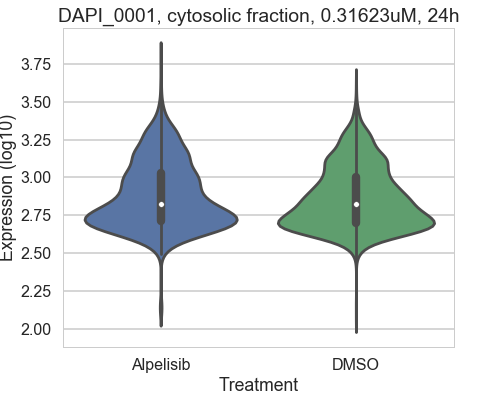 DAPI_0001, cytosolic fraction, 0.31623uM, 24h
Expression (log10)
3.75
3.50
3.25
3.00
2.75
2.50
2.25
2.00
Alpelisib DMSO
Treatment